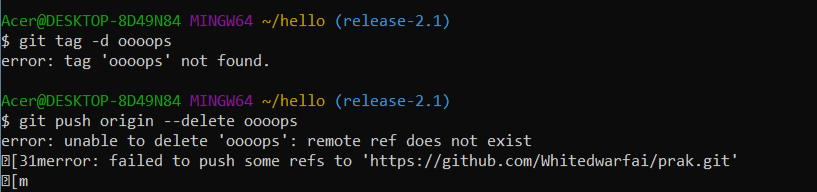 Acer@DESKTOP-8D49N84 MINGW64 ~/hello (release-2.1)
$ git tag -d oooops
error: tag 'oooops' not found.
Acer@DESKTOP-8D49N84 MINGW64 ~/hello (release-2.1)
$ git push origin --delete oooops
error: unable to delete 'oooops': remote ref does not exist
�[31merror: failed to push some refs to 'https://github.com/Whitedwarfai/prak.git'
�[m